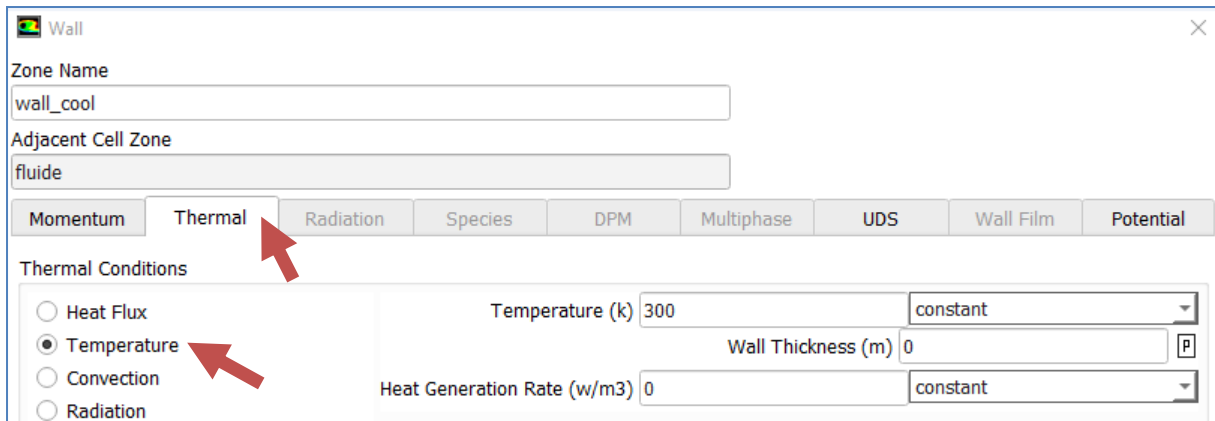 Wall
Zone Name
wall_cool
Adjacent Cell Zone
fluide
Momentum Thermal Radiation Species DPM Multiphase UDS Wall Film Potential
Thermal Conditions
Heat Flux
Temperature
Convection
Radiation
Temperature (k) 300 constant
Wall Thickness (m) 0 P
Heat Generation Rate (w/m3) 0 constant